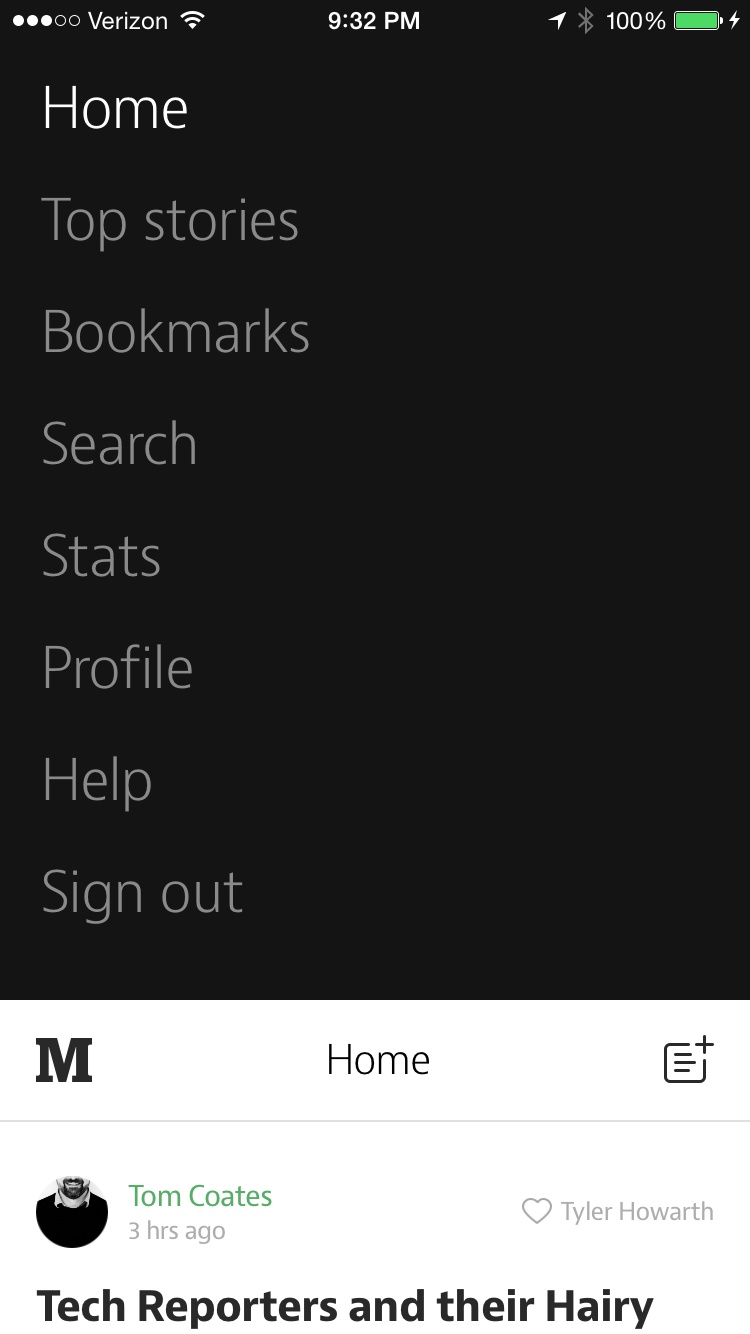 Verizon 9:32 PM 100%
Home
Top stories
Bookmarks
Search
Stats
Profile
Help
Sign out
M Home
Tom Coates
3 hrs ago
Tyler Howarth
Tech Reporters and their Hairy